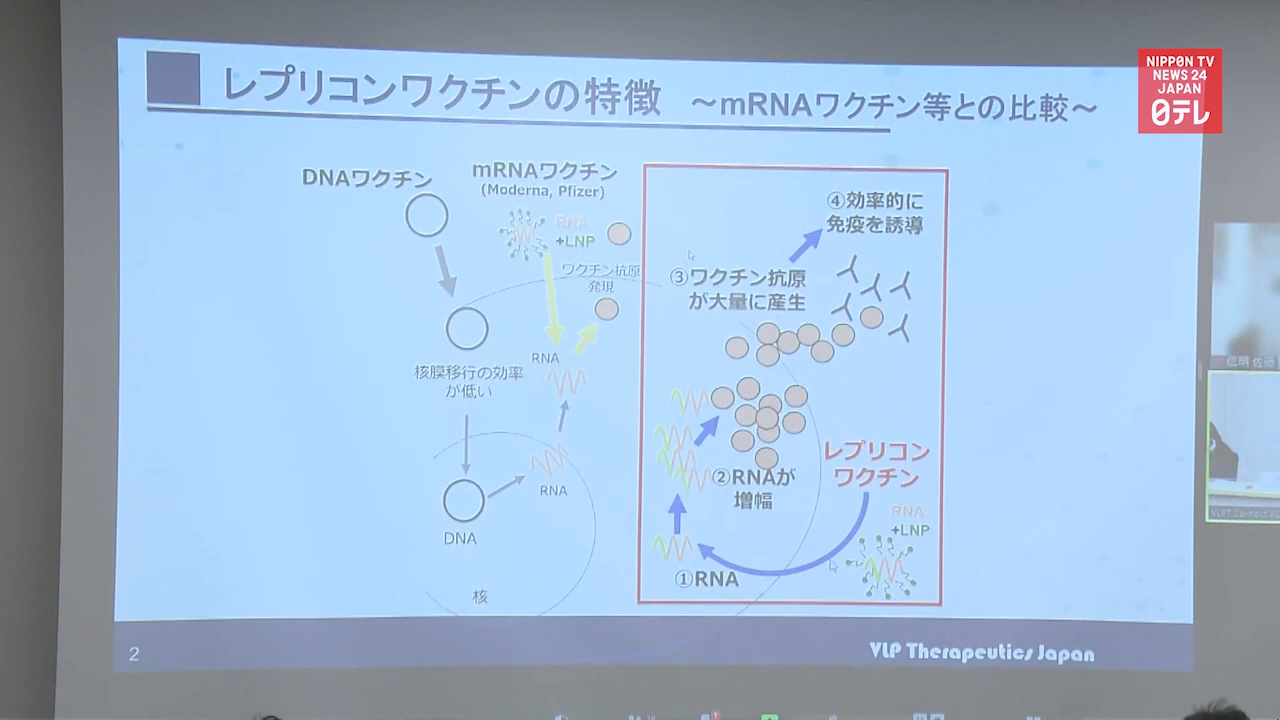 レプリコンワクチンの特徴 ～mRNAワクチン等との比較～
NIPPON TV
NEWS 24
JAPAN
日テレ
DNAワクチン
mRNAワクチン
(Moderna, Pfizer)
RNA
+LNP
ワクチン抗原
発現
RNA
核膜移行の効率
が低い
RNA
DNA
核
④効率的に
免疫を誘導
③ワクチン抗原
が大量に産生
②RNAが
増幅
レプリコン
ワクチン
RNA
+LNP
①RNA
2
VLP Therapeutics Japan
信明 佐藤